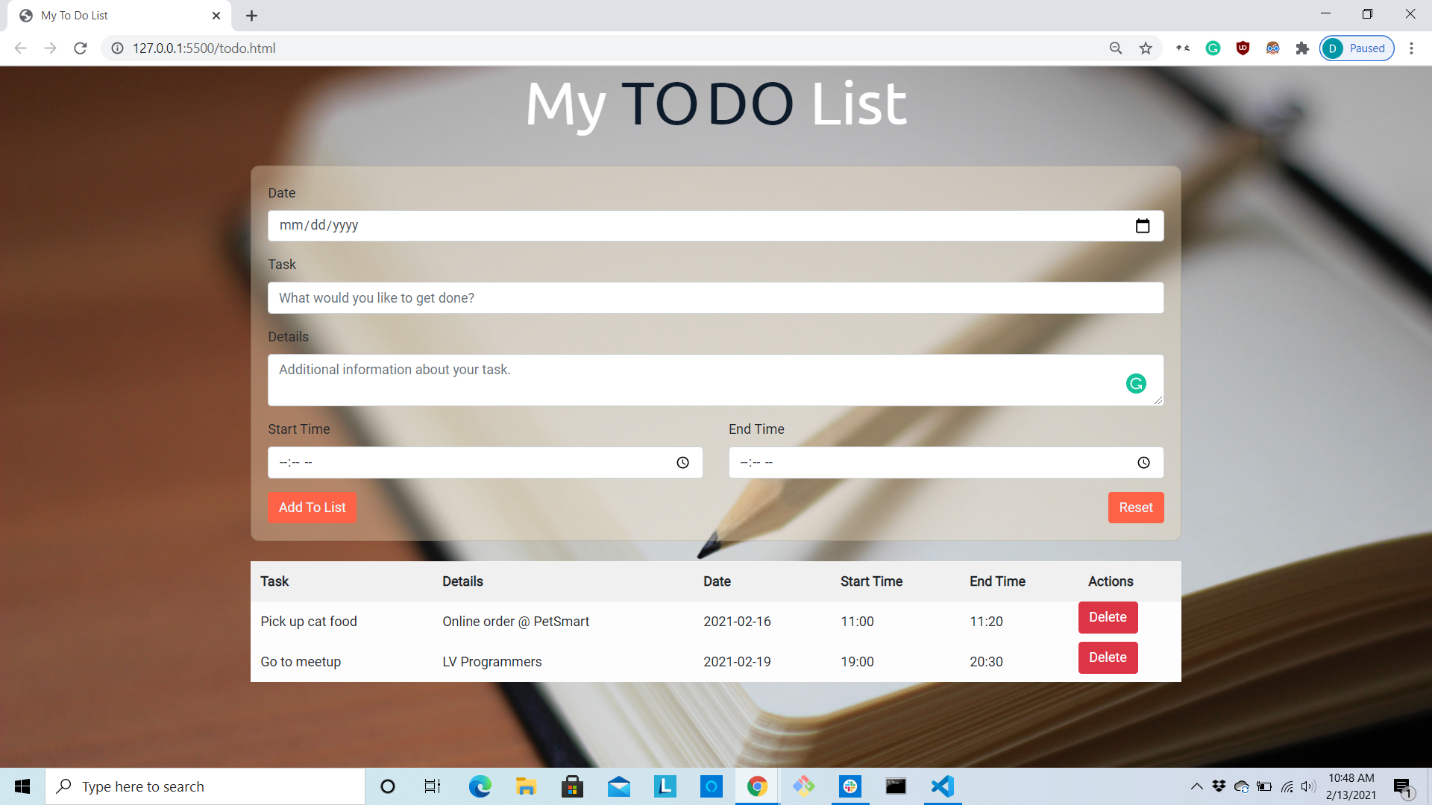 My To Do List
127.0.0.1:5500/todo.html
D Paused
My TO DO List
Date
mm/dd/yyyy
Task
What would you like to get done?
Details
Additional information about your task.
Start Time End Time
--:-- -- --:-- --
Add To List Reset
Task Details Date Start Time End Time Actions
Pick up cat food Online order @ PetSmart 2021-02-16 11:00 11:20 Delete
Go to meetup LV Programmers 2021-02-19 19:00 20:30 Delete
Type here to search
L
10:48 AM
2/13/2021
1